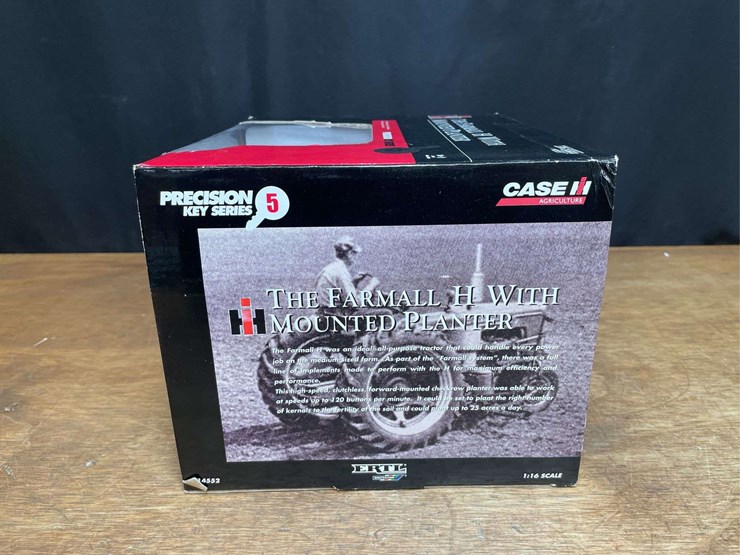 PRECISION
KEY SERIES 5
CASE IH
AGRICULTURE
IH THE FARMALL H WITH
MOUNTED PLANTER
The Farmall H was an ideal all-purpose tractor that could handle every power
job on the medium sized farm. As part of the "Farmall system", there was a full
line of implements made to perform with the H for maximum efficiency and
performance.
This high-speed, clutchless, forward-mounted checkrow planter was able to work
at speeds up to 120 buttons per minute. It could be set to plant the right number
of kernals to the fertility of the soil and could plant up to 25 acres a day.
ERTL
14552
1:16 SCALE